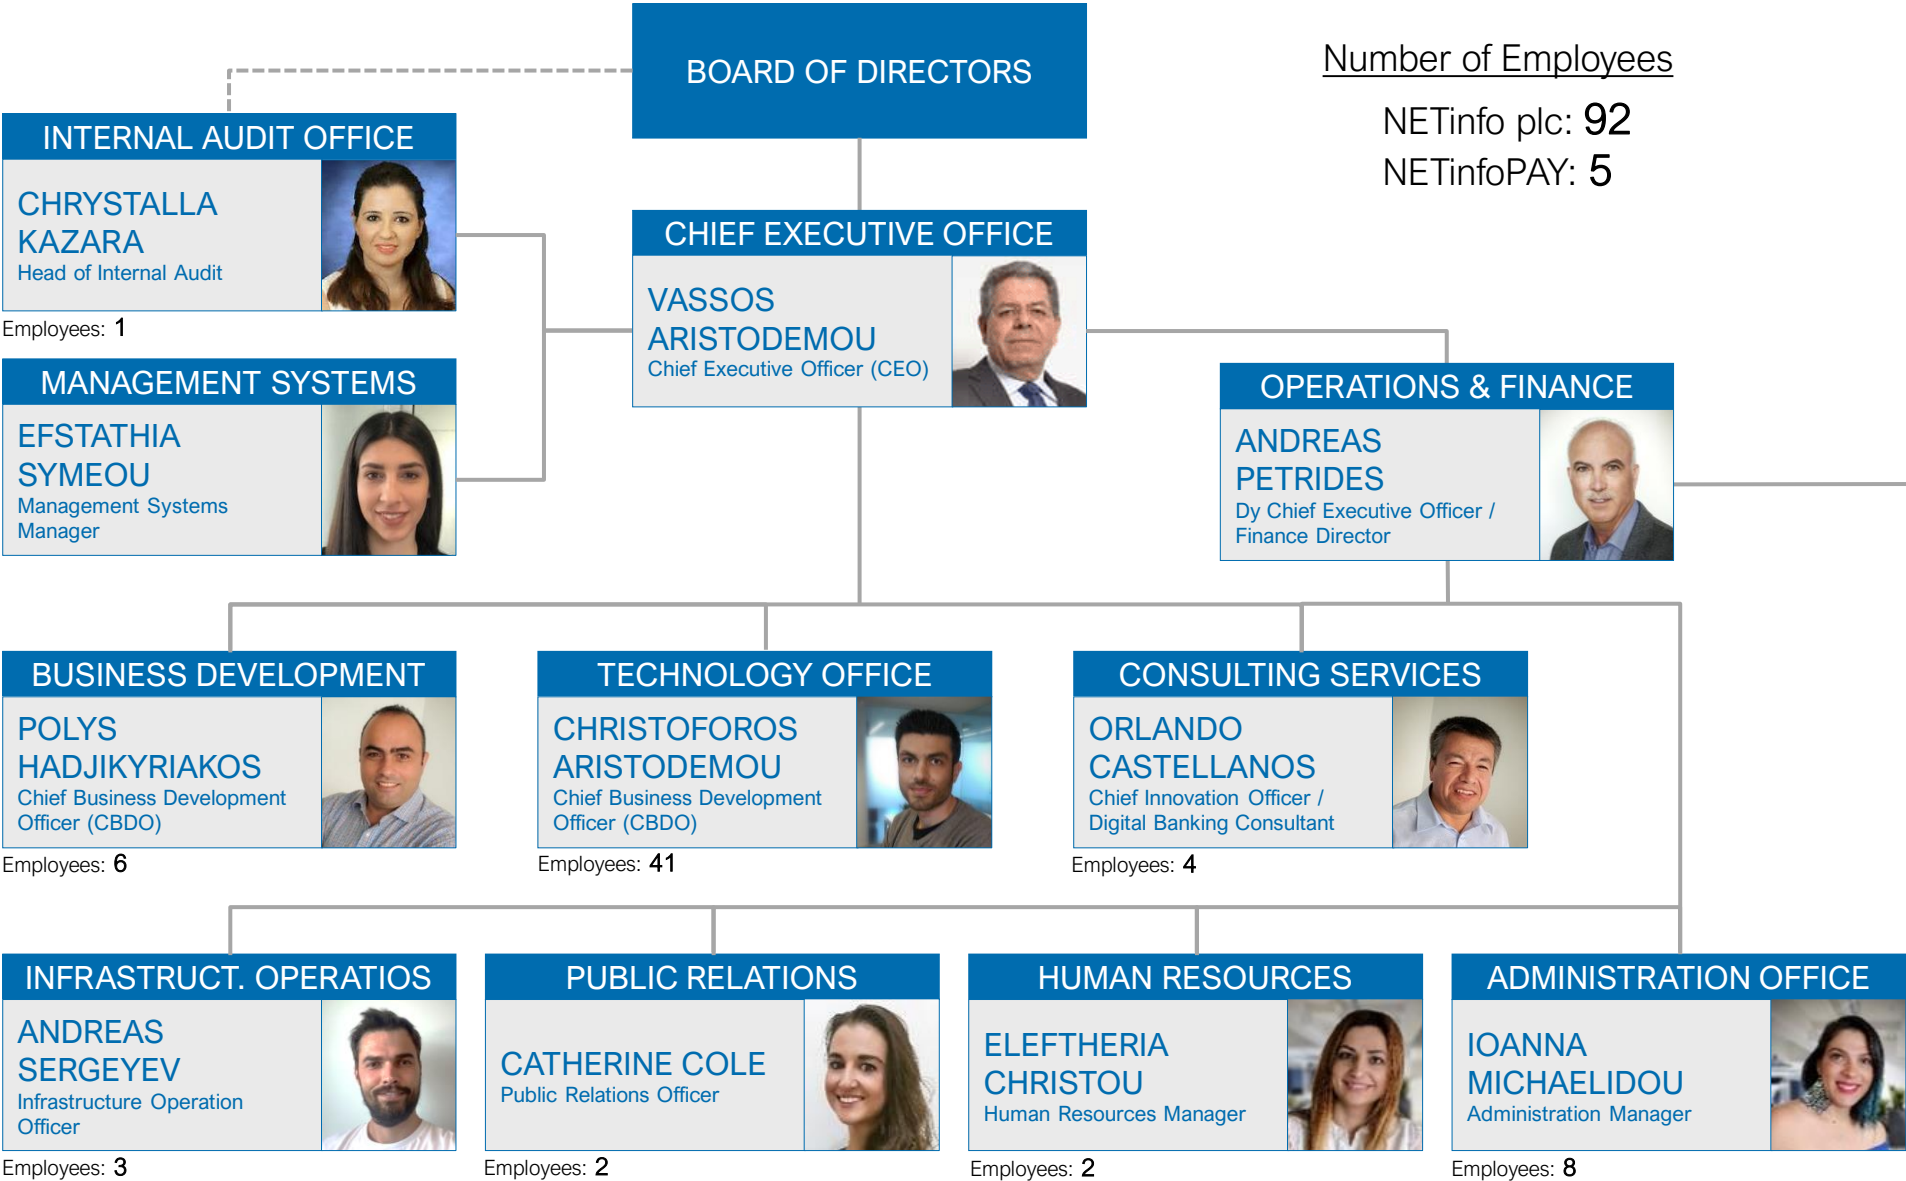 BOARD OF DIRECTORS
Number of Employees
NETinfo plc: 92
NETinfoPAY: 5
INTERNAL AUDIT OFFICE
CHRYSTALLA
KAZARA
Head of Internal Audit
Employees: 1
CHIEF EXECUTIVE OFFICE
VASSOS
ARISTODEMOU
Chief Executive Officer (CEO)
MANAGEMENT SYSTEMS
EFSTATHIA
SYMEOU
Management Systems
Manager
OPERATIONS & FINANCE
ANDREAS
PETRIDES
Dy Chief Executive Officer /
Finance Director
BUSINESS DEVELOPMENT
POLYS
HADJIKYRIAKOS
Chief Business Development
Officer (CBDO)
Employees: 6
TECHNOLOGY OFFICE
CHRISTOFOROS
ARISTODEMOU
Chief Business Development
Officer (CBDO)
Employees: 41
CONSULTING SERVICES
ORLANDO
CASTELLANOS
Chief Innovation Officer /
Digital Banking Consultant
Employees: 4
INFRASTRUCT. OPERATIOS
ANDREAS
SERGEYEV
Infrastructure Operation
Officer
Employees: 3
PUBLIC RELATIONS
CATHERINE COLE
Public Relations Officer
Employees: 2
HUMAN RESOURCES
ELEFTHERIA
CHRISTOU
Human Resources Manager
Employees: 2
ADMINISTRATION OFFICE
IOANNA
MICHAELIDOU
Administration Manager
Employees: 8